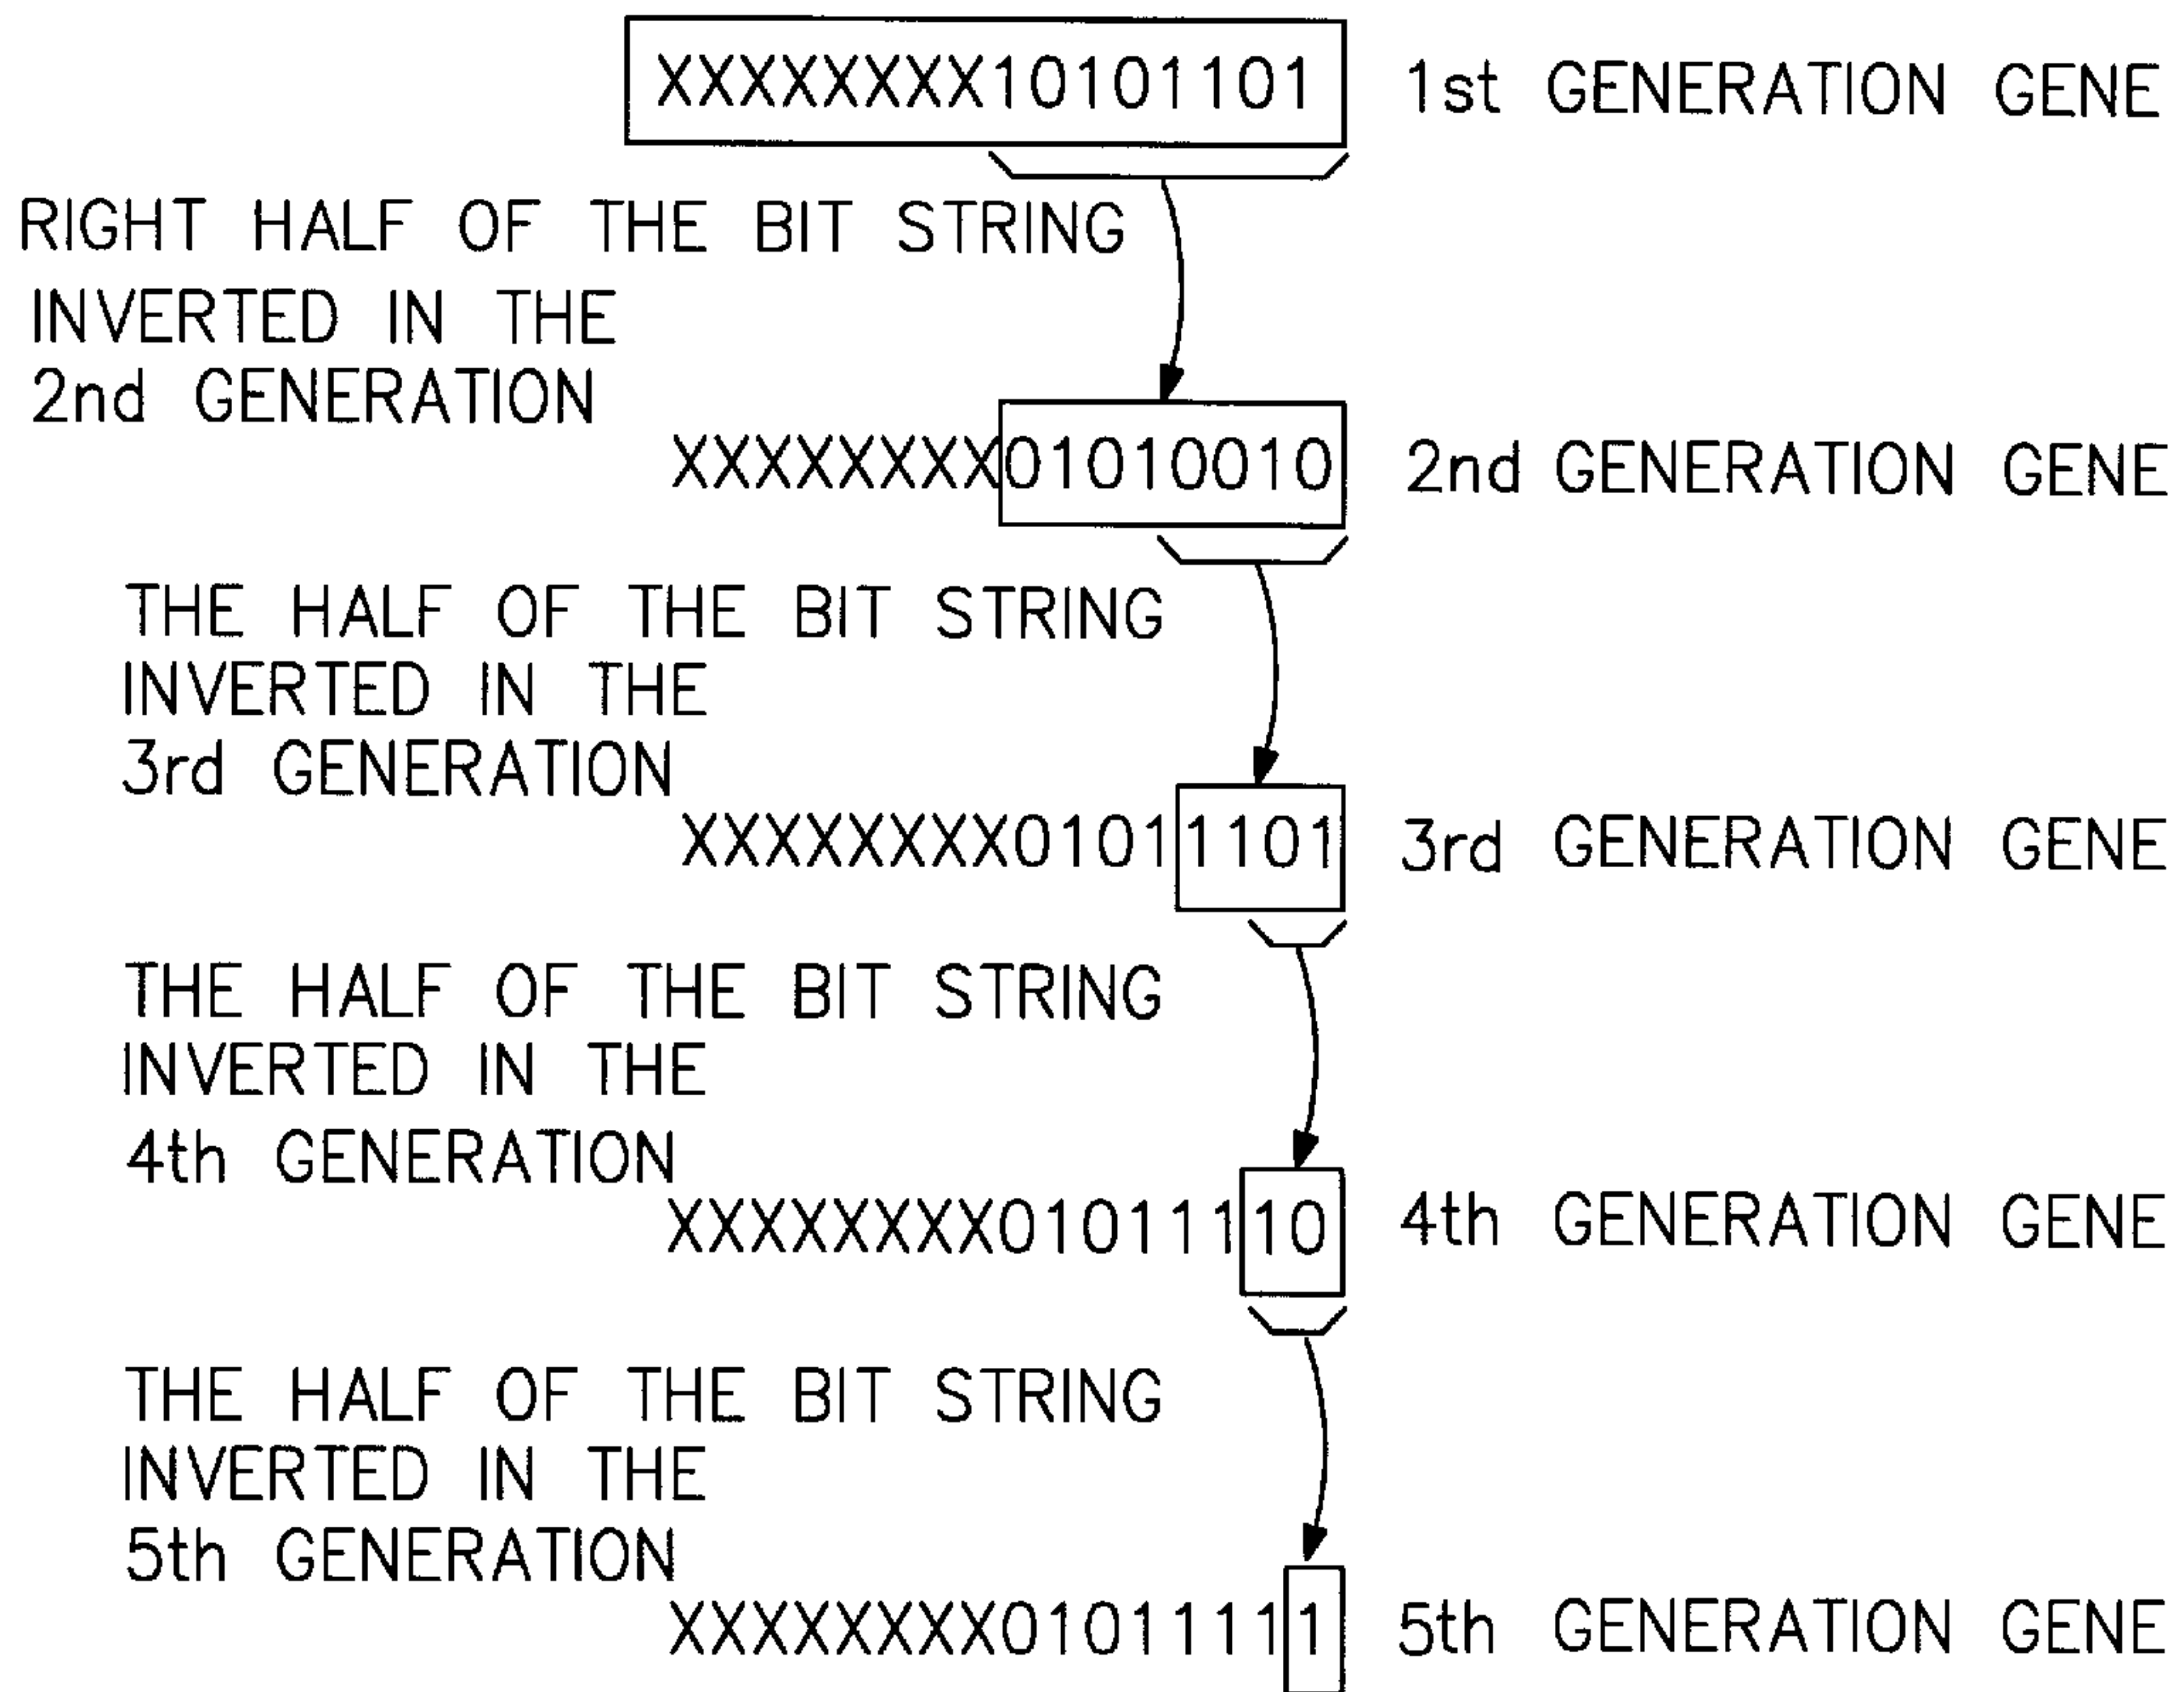 XXXXXXXX10101101 1st GENERATION GENE
RIGHT HALF OF THE BIT STRING
INVERTED IN THE
2nd GENERATION
XXXXXXXX01010010 2nd GENERATION GENE
THE HALF OF THE BIT STRING
INVERTED IN THE
3rd GENERATION
XXXXXXXX01011101 3rd GENERATION GENE
THE HALF OF THE BIT STRING
INVERTED IN THE
4th GENERATION
XXXXXXXX01011110 4th GENERATION GENE
THE HALF OF THE BIT STRING
INVERTED IN THE
5th GENERATION
XXXXXXXX01011111 5th GENERATION GENE